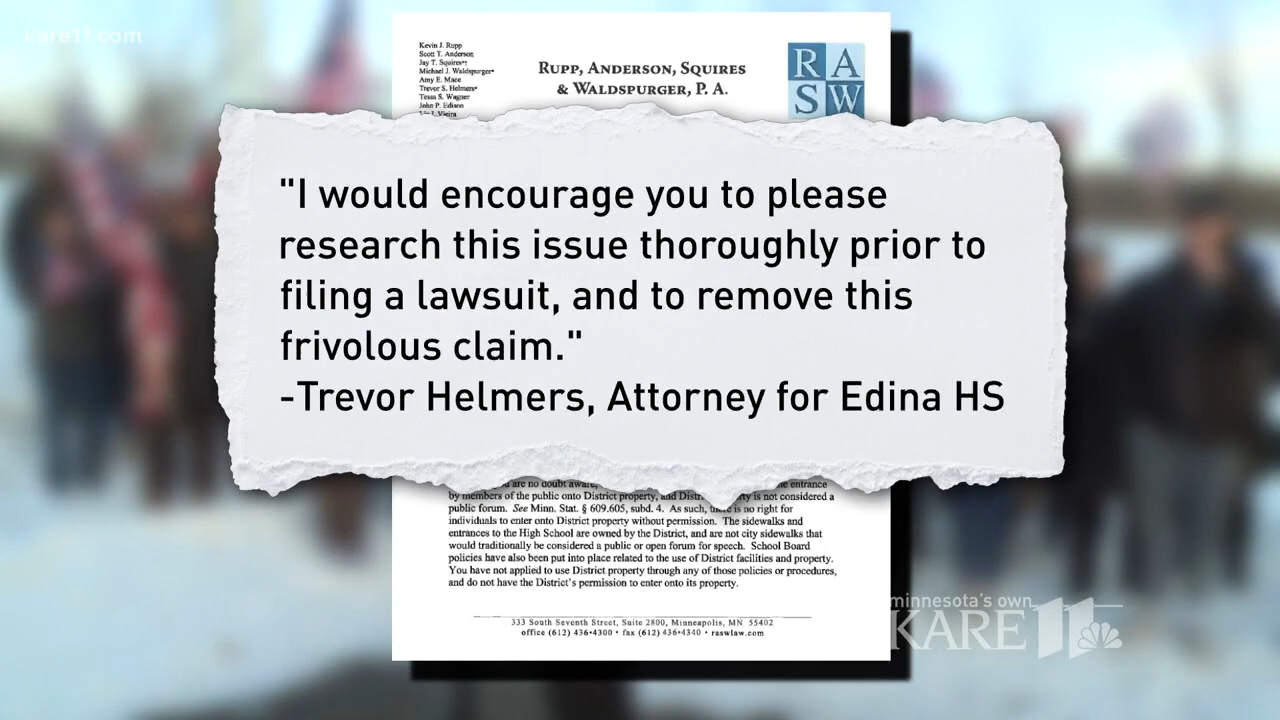 kare11.com
Kevin J. Rupp
Scott T. Anderson
Jay T. Squires*†
Michael J. Waldspurger*
Amy E. Mace
Trevor S. Helmers*
Tessa S. Wagner
John P. Edison
Vieira
RUPP, ANDERSON, SQUIRES
& WALDSPURGER, P. A.
RA
SW
"I would encourage you to please
research this issue thoroughly prior to
filing a lawsuit, and to remove this
frivolous claim."
-Trevor Helmers, Attorney for Edina HS
are no doubt aware, entrance
by members of the public onto District property, and is not considered a
public forum. See Minn. Stat. § 609.605, subd. 4. As such, there is no right for
individuals to enter onto District property without permission. The sidewalks and
entrances to the High School are owned by the District, and are not city sidewalks that
would traditionally be considered a public or open forum for speech. School Board
policies have also been put into place related to the use of District facilities and property.
You have not applied to use District property through any of those policies or procedures,
and do not have the District's permission to enter onto its property.
333 South Seventh Street, Suite 2800, Minneapolis, MN 55402
office (612) 436-4300 • fax (612) 436-4340 • raswlaw.com
minnesota's own
KARE 11